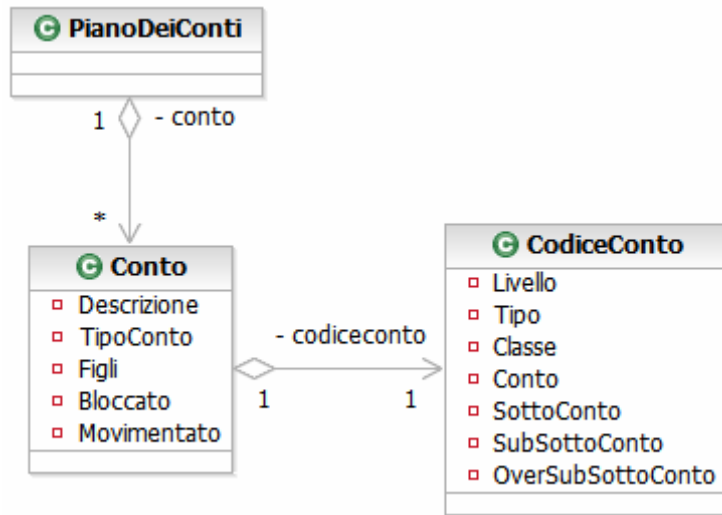 C PianoDeiConti
1 - conto
*
C Conto
Descrizione
TipoConto
Figli
Bloccato
Movimentato
- codiceconto
1 1
C CodiceConto
Livello
Tipo
Classe
Conto
SottoConto
SubSottoConto
OverSubSottoConto